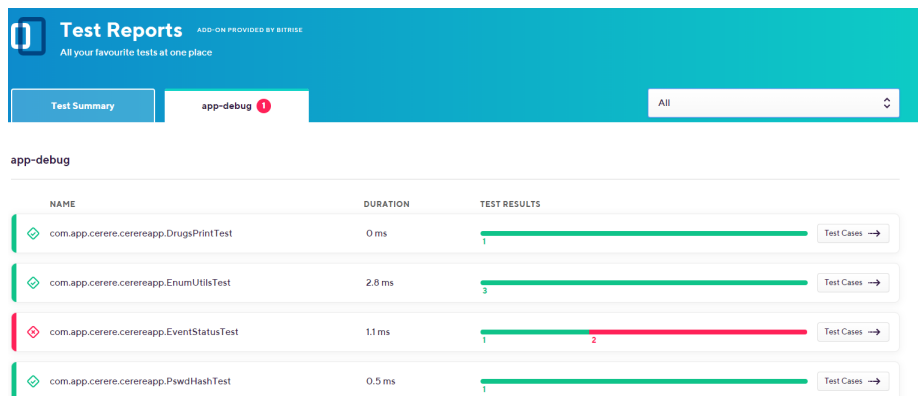 Test Reports ADD-ON PROVIDED BY BITRISE
All your favourite tests at one place
Test Summary app-debug 1 All
app-debug
NAME DURATION TEST RESULTS
com.app.cerere.cerereapp.DrugsPrintTest 0 ms Test Cases
1
com.app.cerere.cerereapp.EnumUtilsTest 2.8 ms Test Cases
3
com.app.cerere.cerereapp.EventStatusTest 1.1 ms Test Cases
1 2
com.app.cerere.cerereapp.PswdHashTest 0.5 ms Test Cases
1